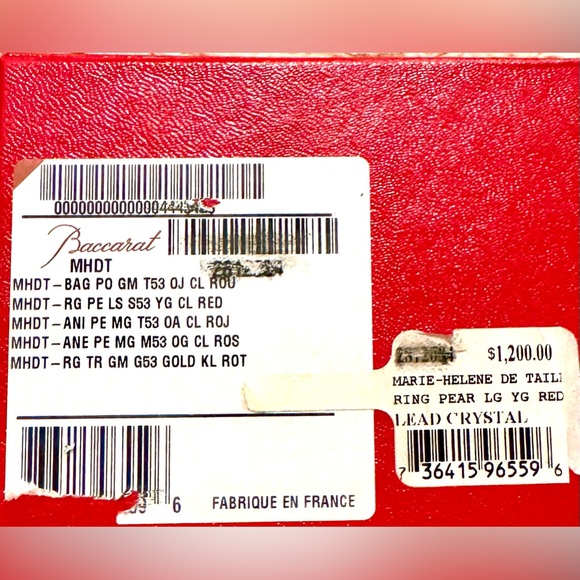 Baccarat
MHDT
MHDT-BAG PO GM T53 OJ CL ROU
MHDT-RG PE LS S53 YG CL RED
MHDT-ANI PE MG T53 OA CL ROJ
MHDT-ANE PE MG M53 OG CL ROS
MHDT-RG TR GM G53 GOLD KL ROT
6
FABRIQUE EN FRANCE
$1,200.00
MARIE-HELENE DE TAILL
RING PEAR LG YG RED
LEAD CRYSTAL
7 36415 96559 6